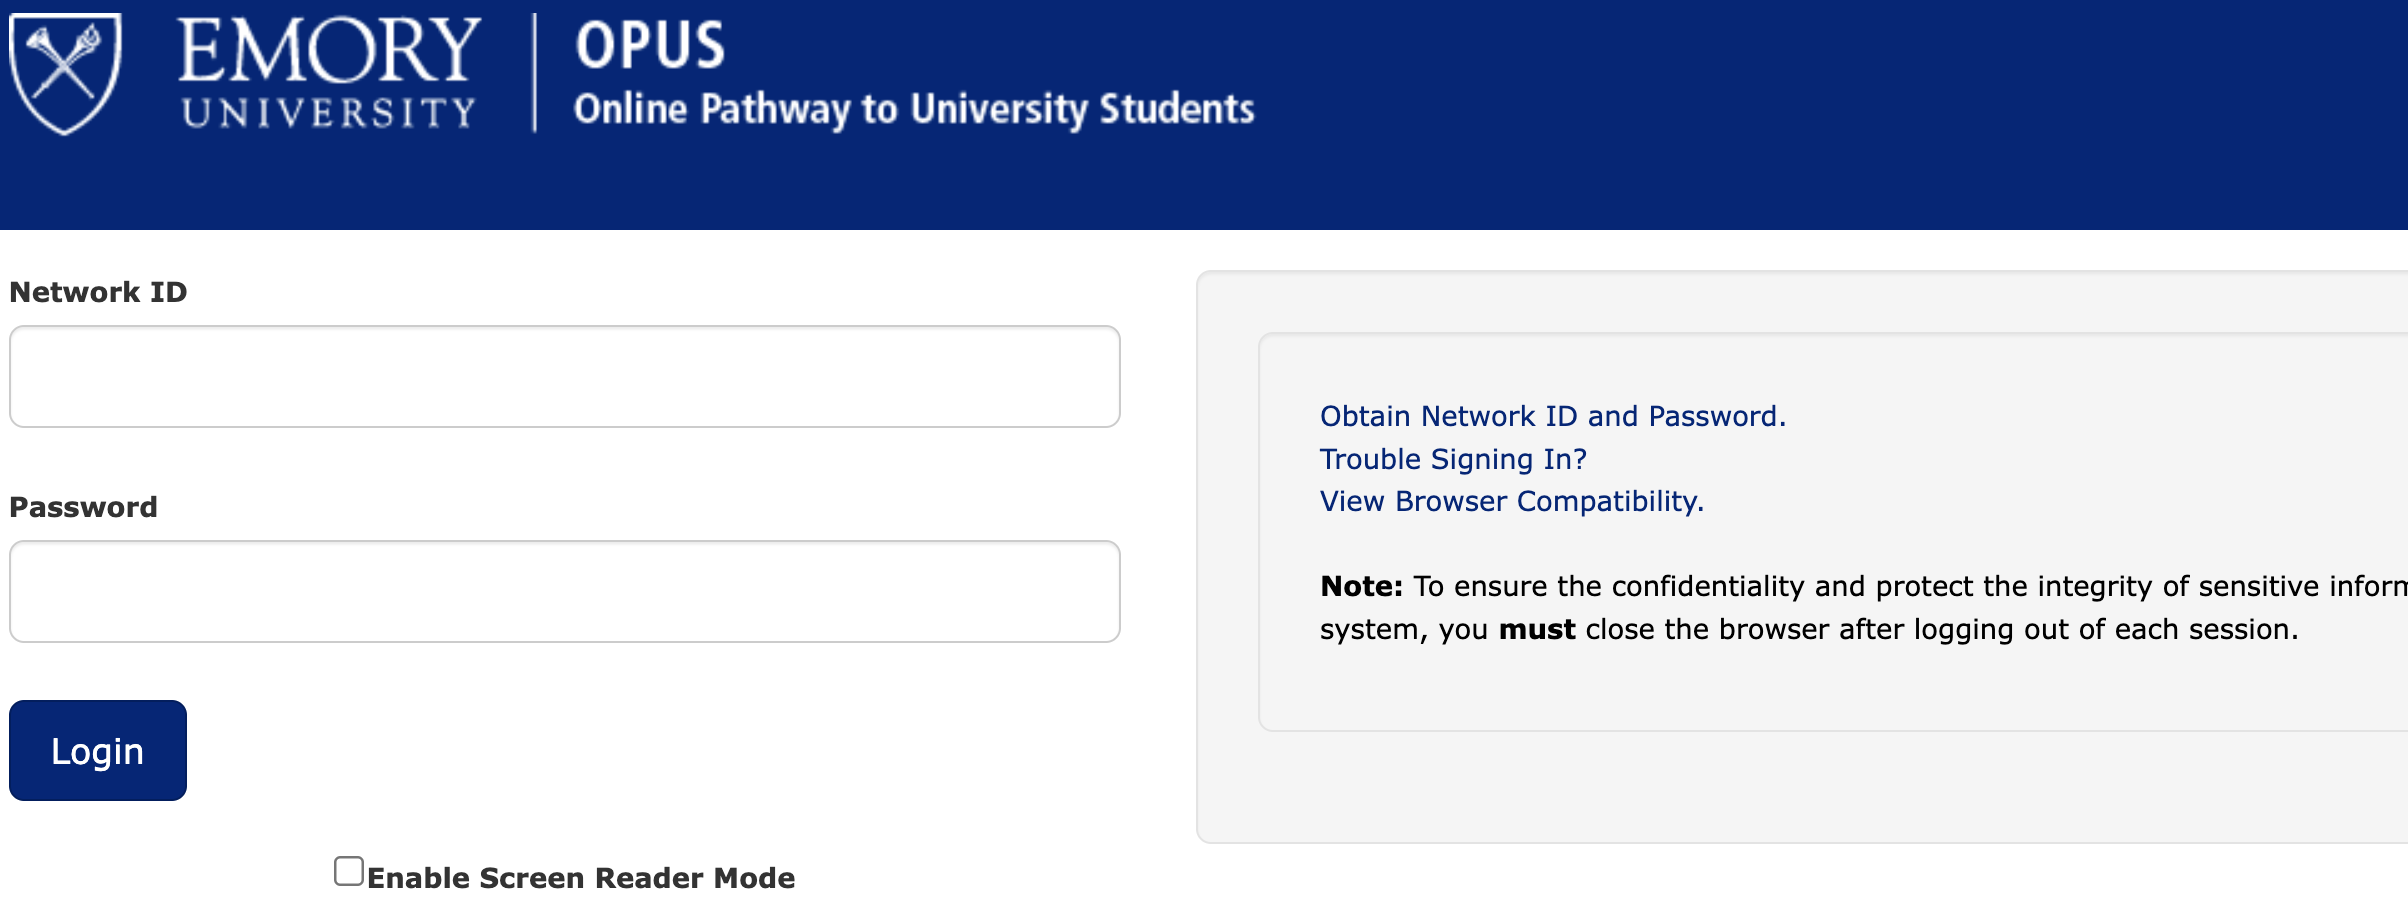 EMORY
UNIVERSITY
OPUS
Online Pathway to University Students
Network ID
Password
Login
Enable Screen Reader Mode
Obtain Network ID and Password.
Trouble Signing In?
View Browser Compatibility.
Note: To ensure the confidentiality and protect the integrity of sensitive
system, you must close the browser after logging out of each session.